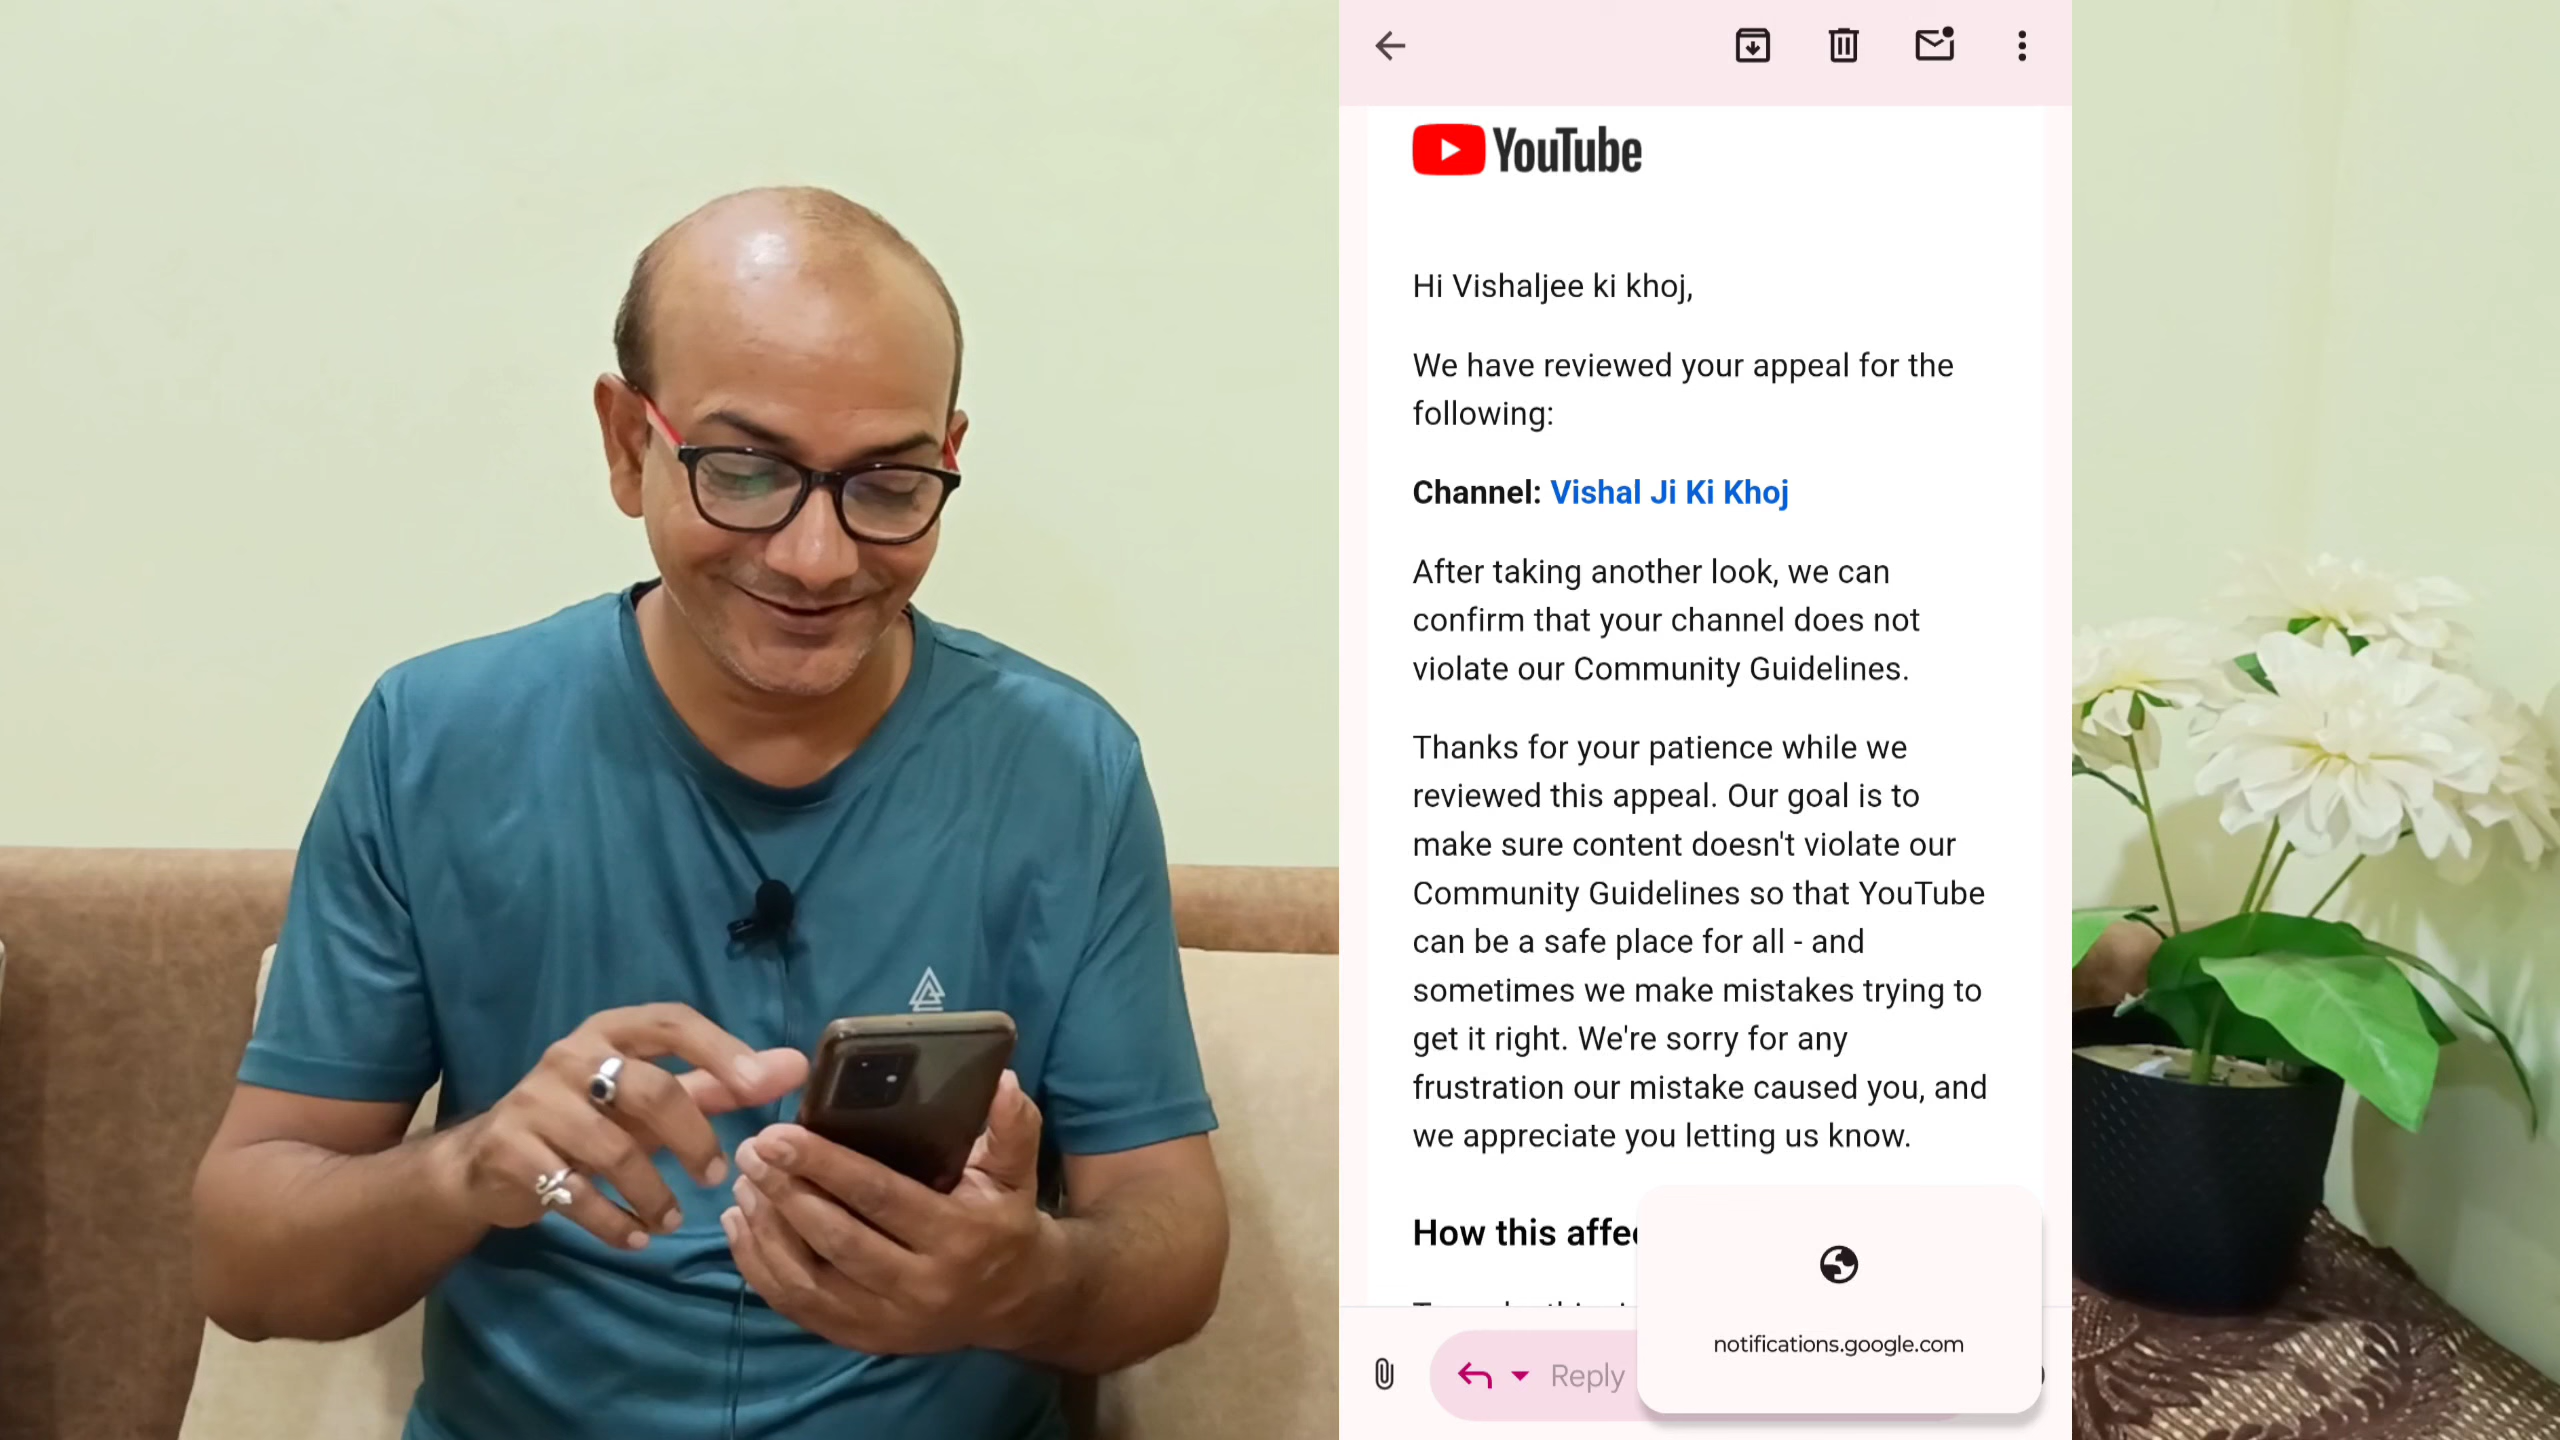 YouTube
Hi Vishaljee ki khoj,
We have reviewed your appeal for the
following:
Channel: Vishal Ji Ki Khoj
After taking another look, we can
confirm that your channel does not
violate our Community Guidelines.
Thanks for your patience while we
reviewed this appeal. Our goal is to
make sure content doesn't violate our
Community Guidelines so that YouTube
can be a safe place for all - and
sometimes we make mistakes trying to
get it right. We're sorry for any
frustration our mistake caused you, and
we appreciate you letting us know.
How this
notifications.google.com
Reply